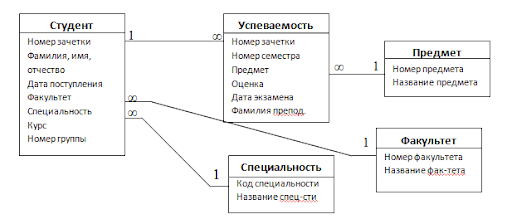 Студент
Номер зачетки
Фамилия, имя,
отчество
Дата поступления
Факультет
Специальность
Курс
Номер группы
1
∞
∞
∞
Успеваемость
Номер зачетки
Номер семестра
Предмет
Оценка
Дата экзамена
Фамилия препод.
∞
1
Предмет
Номер предмета
Название предмета
1
Факультет
Номер факультета
Название фак-тета
1
Специальность
Код специальности
Название спец-сти